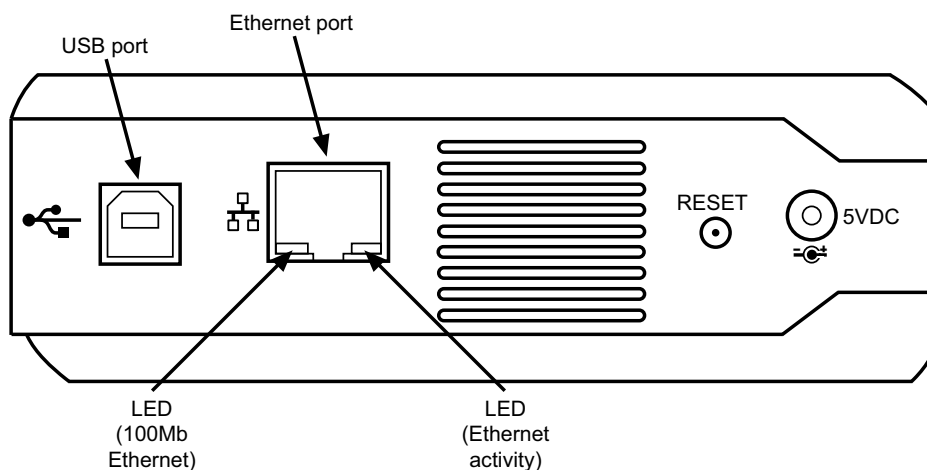 Ethernet port
USB port
RESET
5VDC
LED
(100Mb
Ethernet)
LED
(Ethernet
activity)